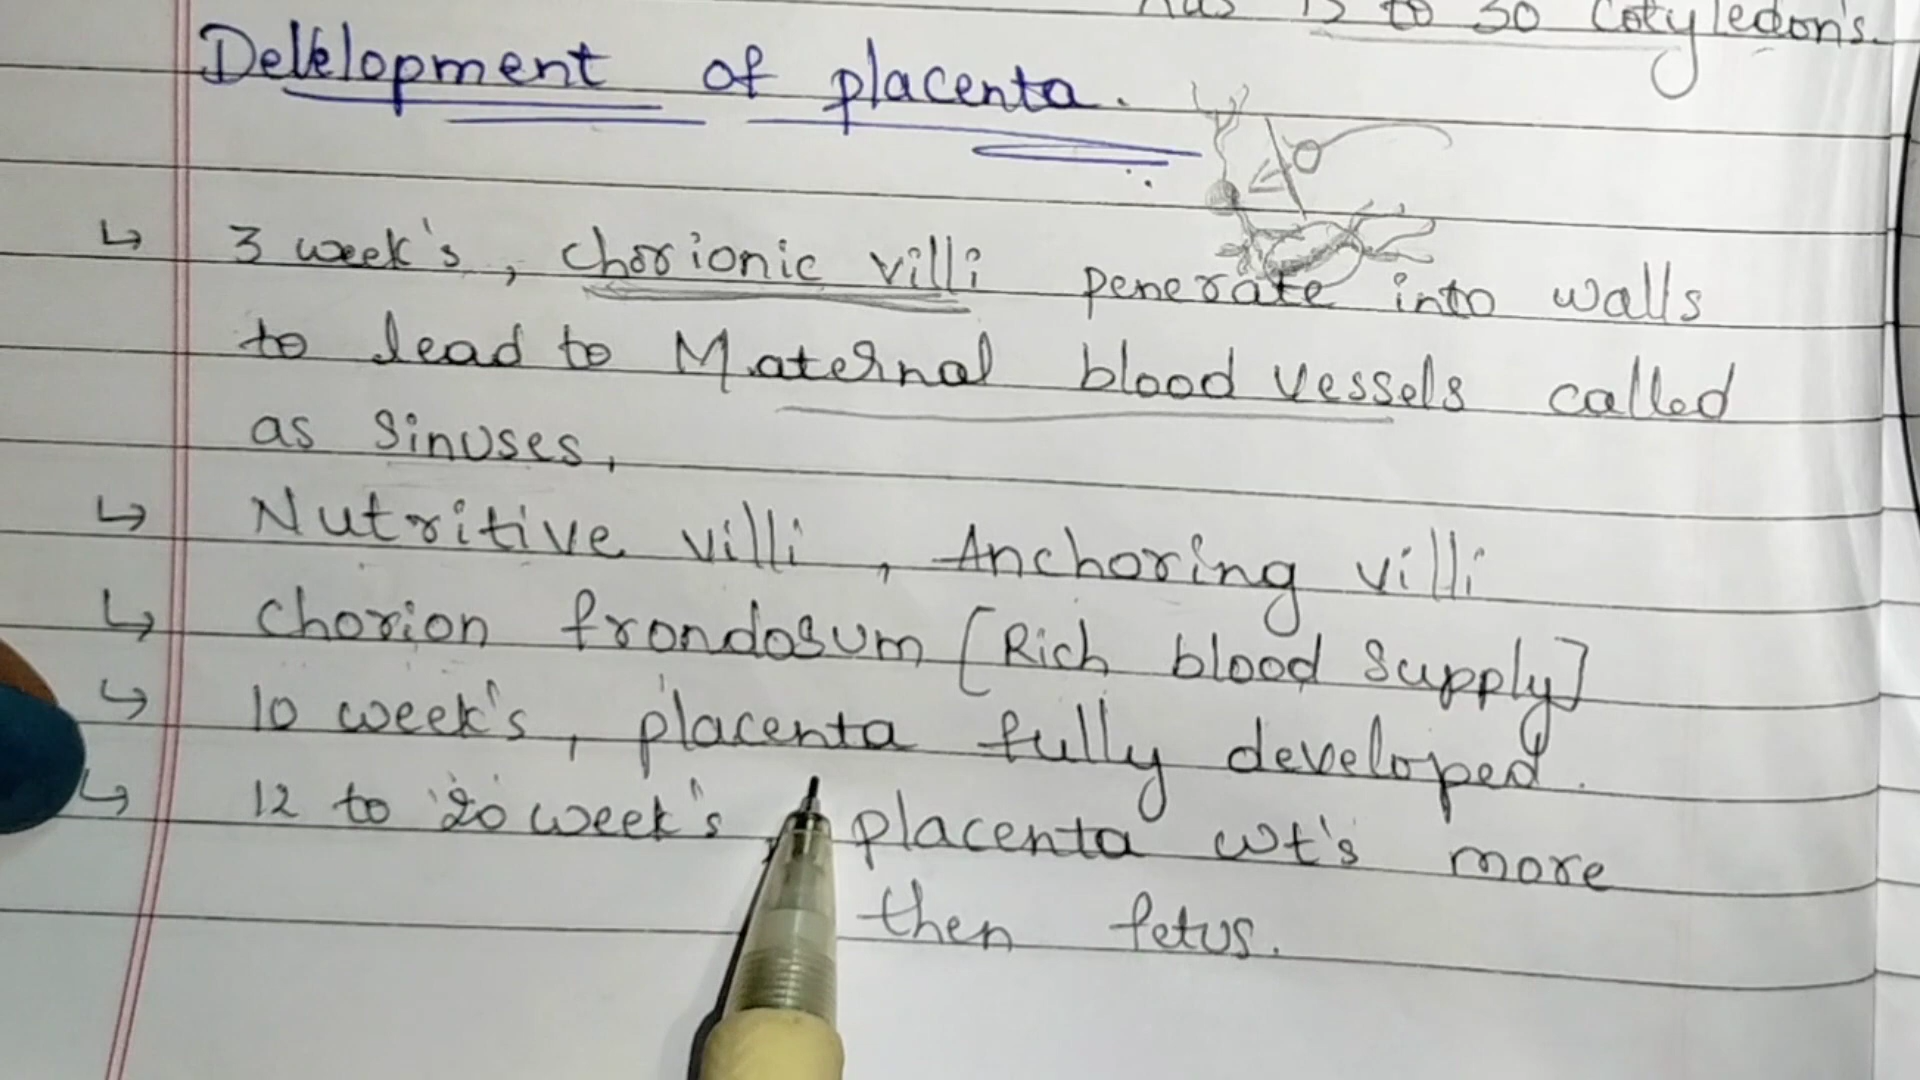 has 15 to 30 Cotyledon's.
Develelopment of placenta.
↳ 3 week's, chorionic villi penerate into walls
to lead to Maternal blood vessels called
as sinuses,
↳ Nutritive villi, Anchoring villi
↳ Chorion frondosum [Rich blood supply]
↳ 10 week's, placenta fully developed.
↳ 12 to 20 week's, placenta wt's more
then fetus.